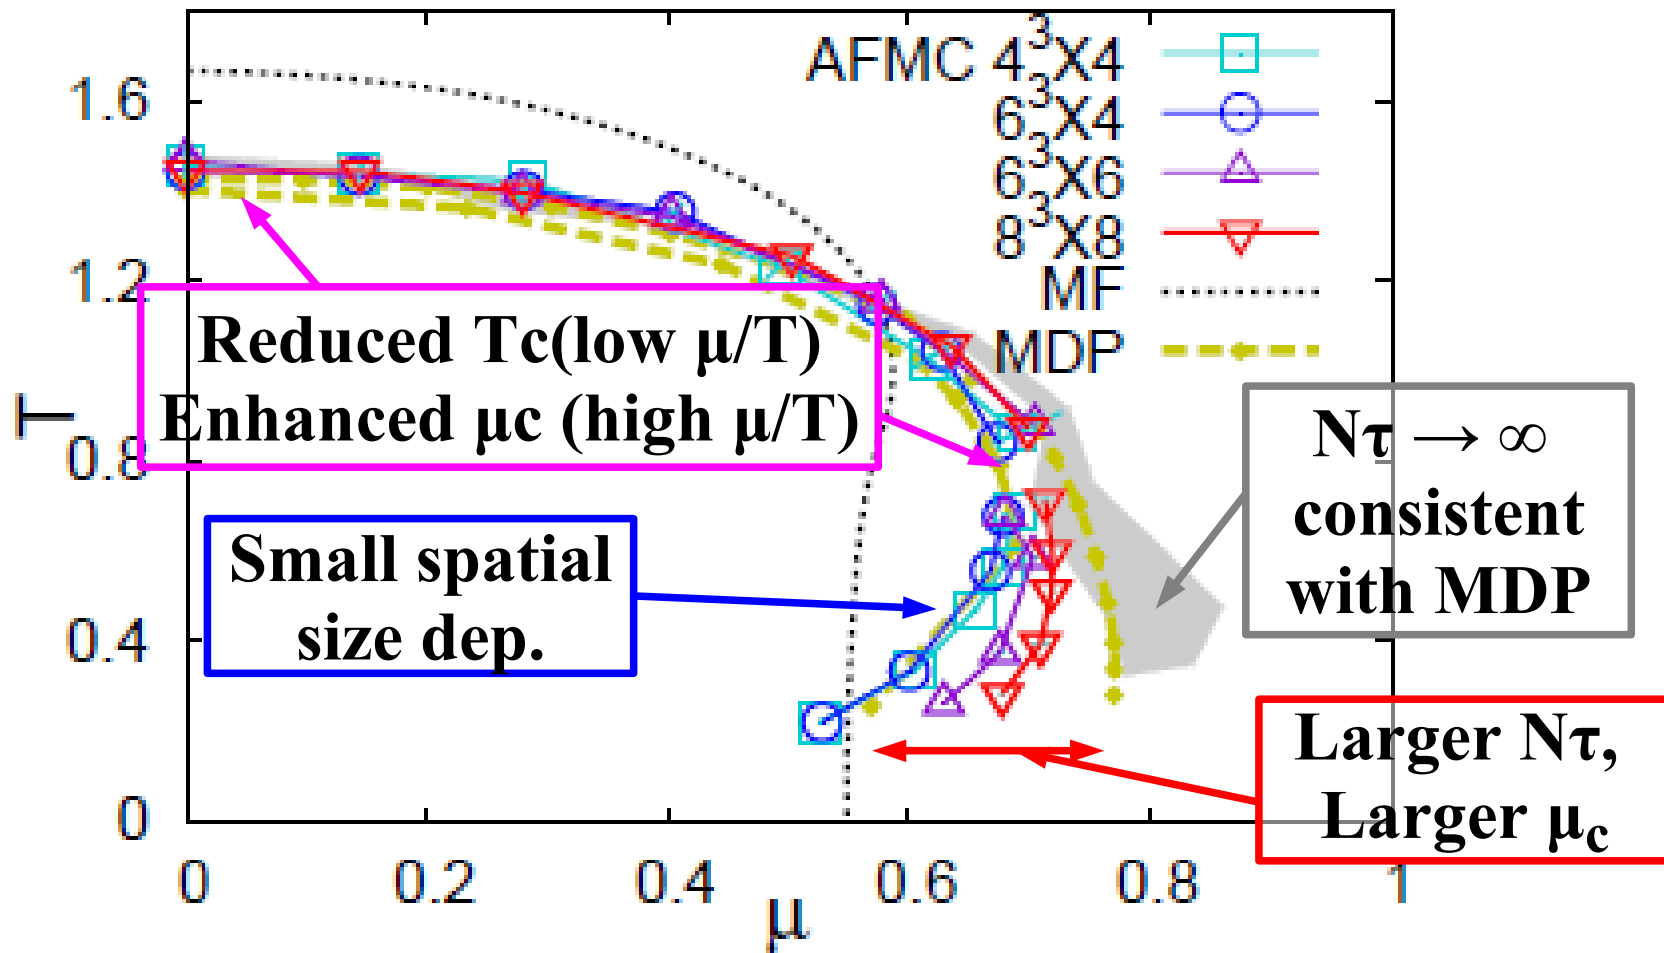 AFMC 4³X4
6³X4
6³X6
8³X8
MF
MDP
1.6
1.2
0.8
0.4
0
T
Reduced Tc(low μ/T)
Enhanced μc (high μ/T)
Small spatial
size dep.
Nτ → ∞
consistent
with MDP
Larger Nτ,
Larger μc
0 0.2 0.4 0.6 0.8 1
μ